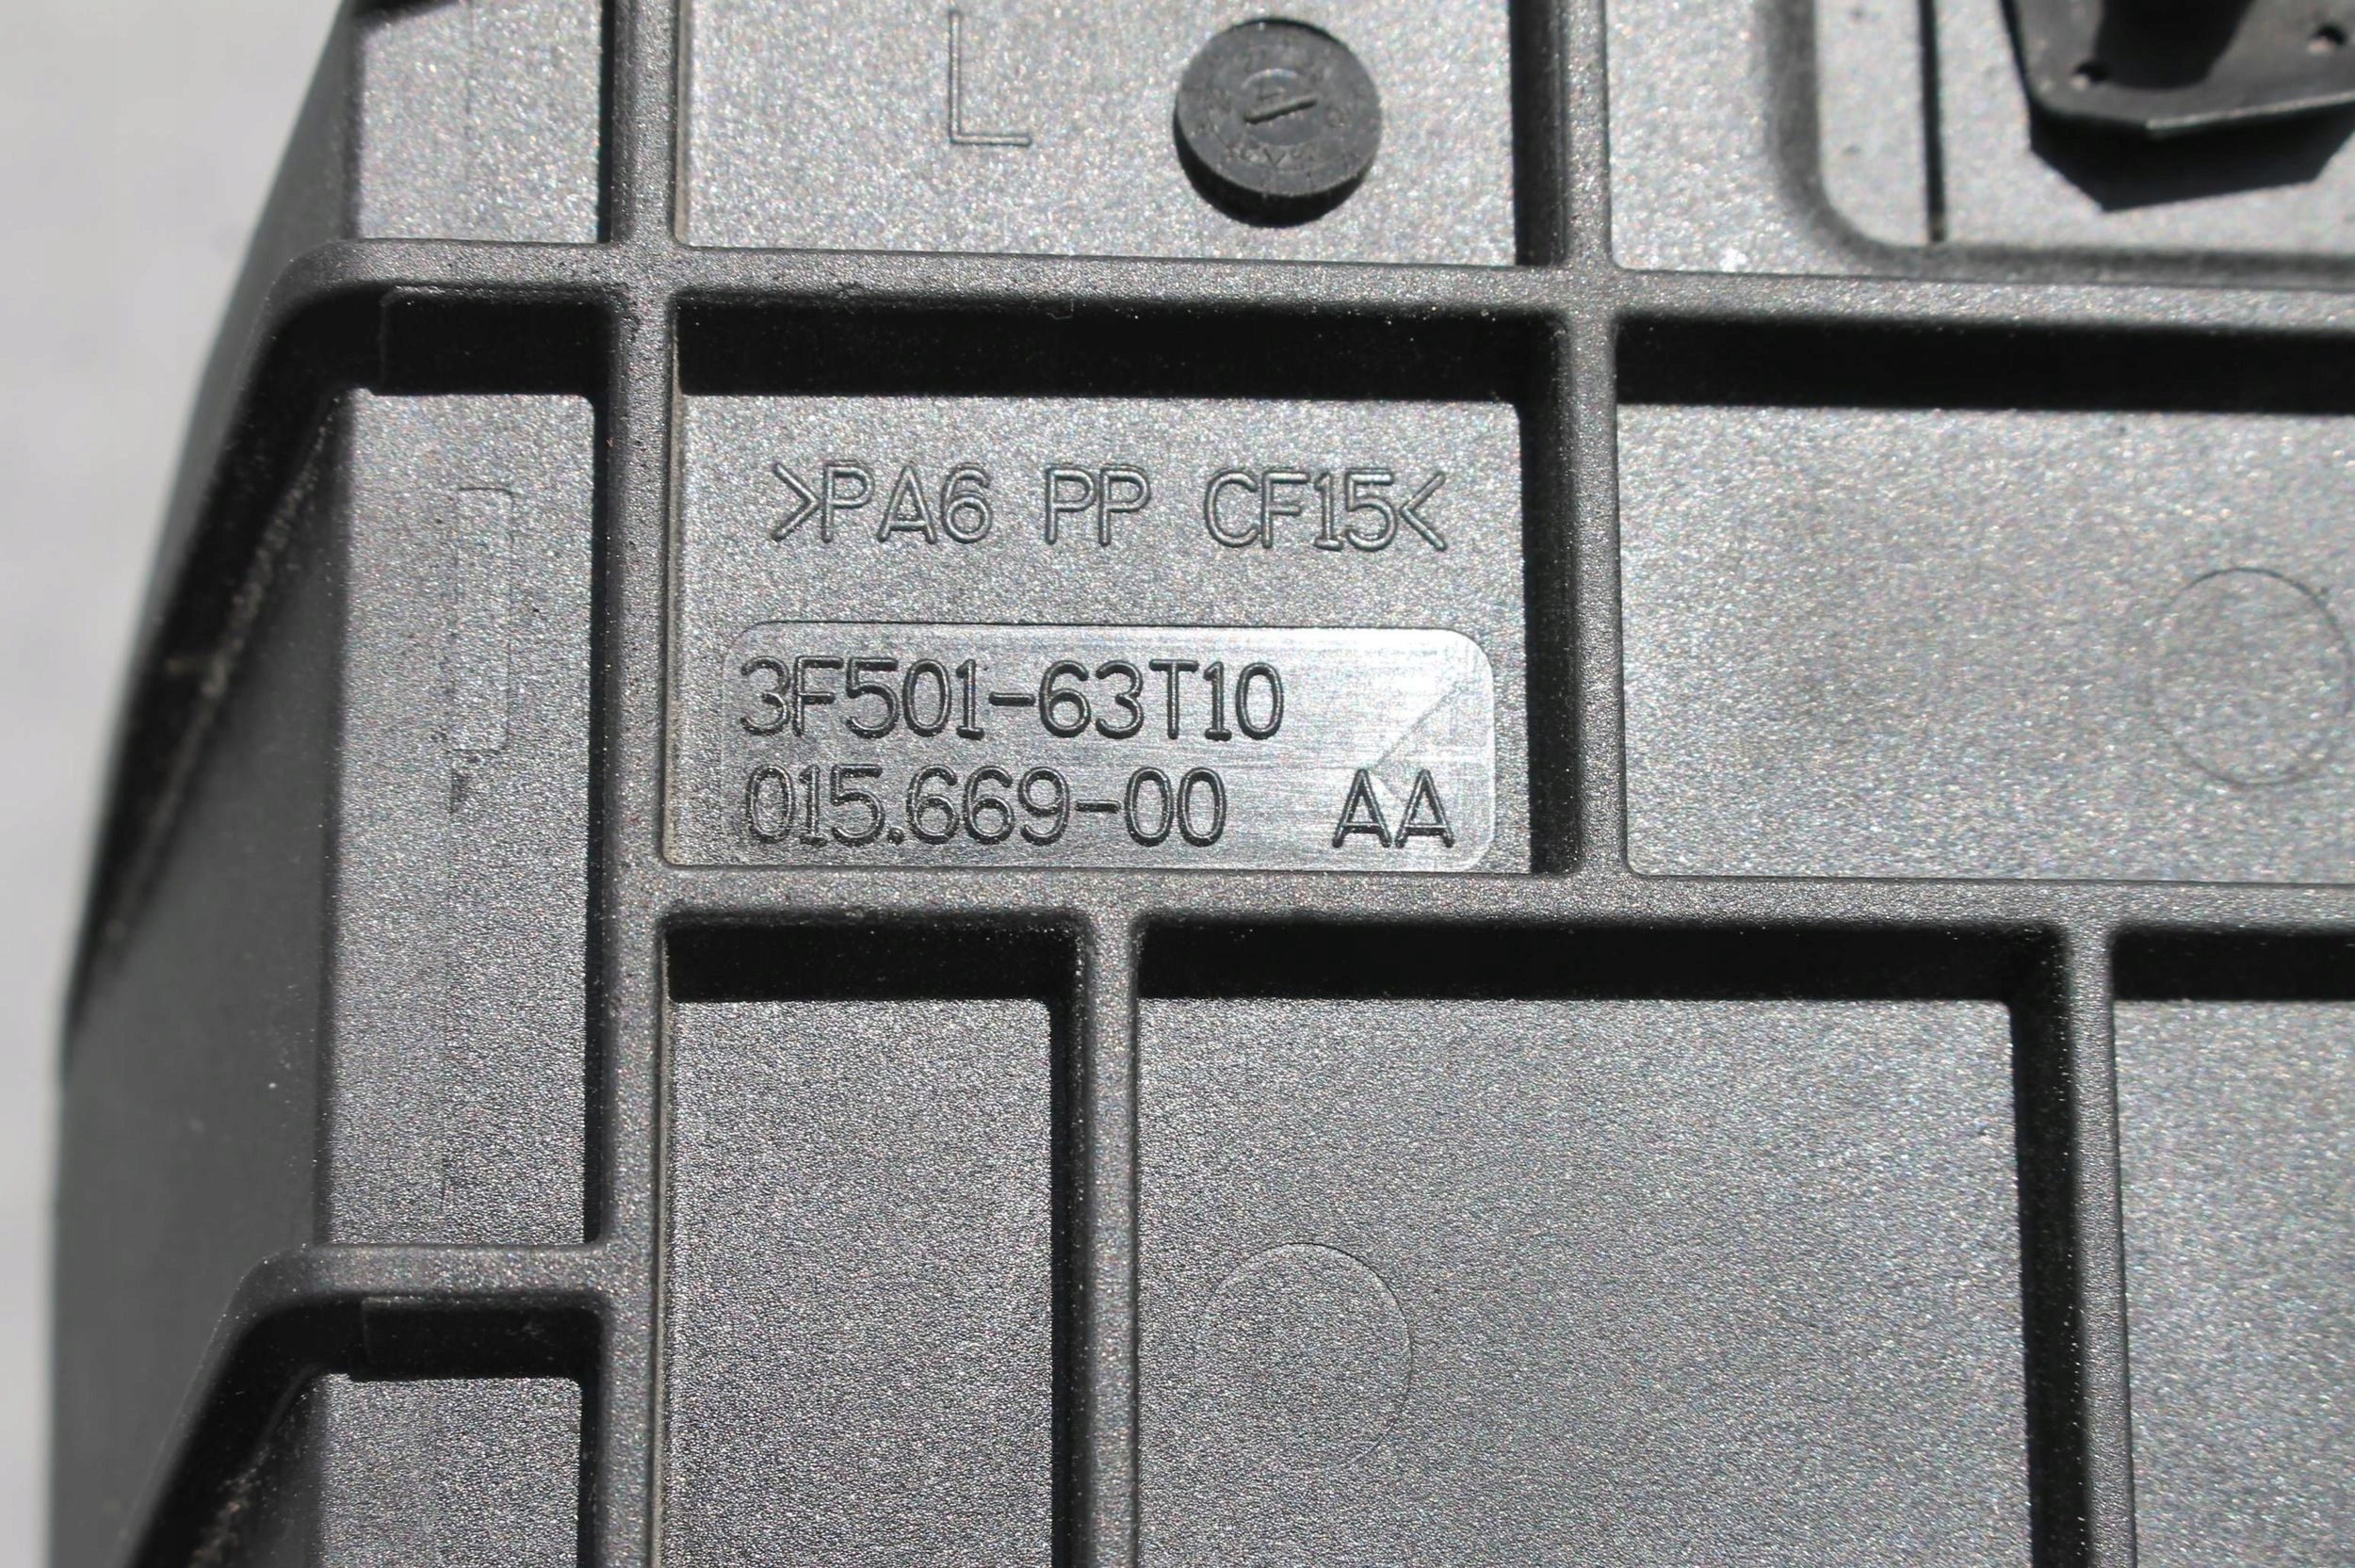 L
>PA6 PP CF15<
3F501-63T10
015.669-00 AA